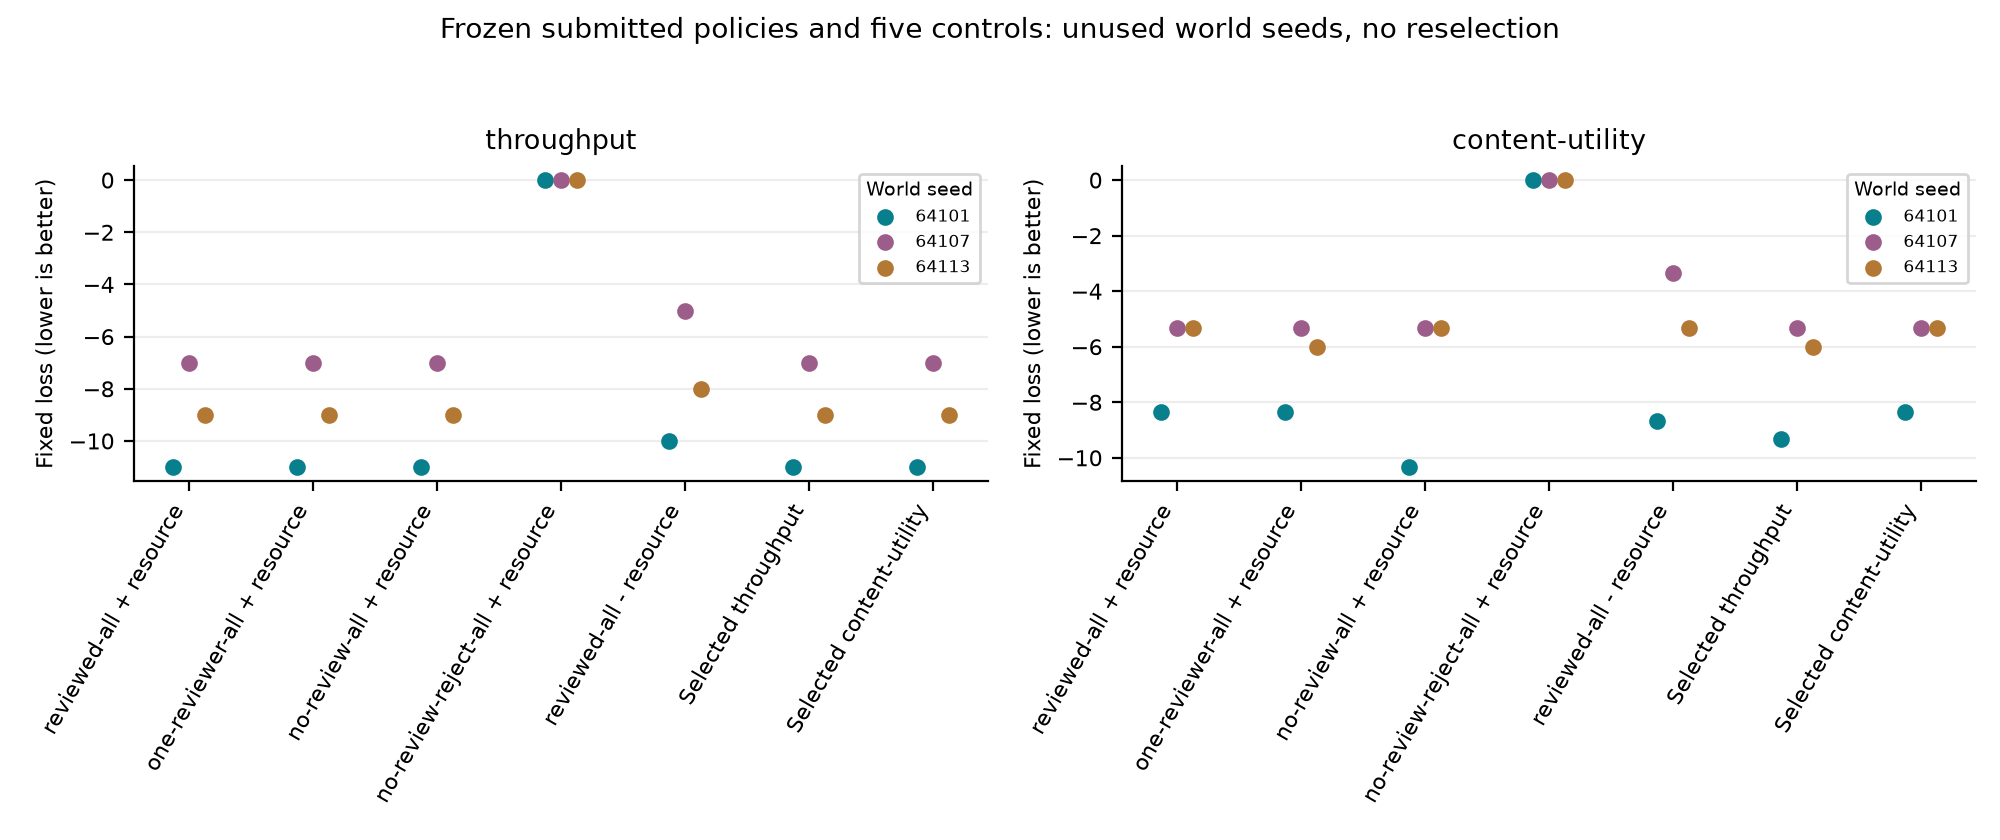 Frozen submitted policies and five controls: unused world seeds, no reselection
throughput
Fixed loss (lower is better)
0
−2
−4
−6
−8
−10
World seed
64101
64107
64113
reviewed-all + resource
one-reviewer-all + resource
no-review-all + resource
no-review-reject-all + resource
reviewed-all - resource
Selected throughput
Selected content-utility
content-utility
Fixed loss (lower is better)
0
−2
−4
−6
−8
−10
World seed
64101
64107
64113
reviewed-all + resource
one-reviewer-all + resource
no-review-all + resource
no-review-reject-all + resource
reviewed-all - resource
Selected throughput
Selected content-utility